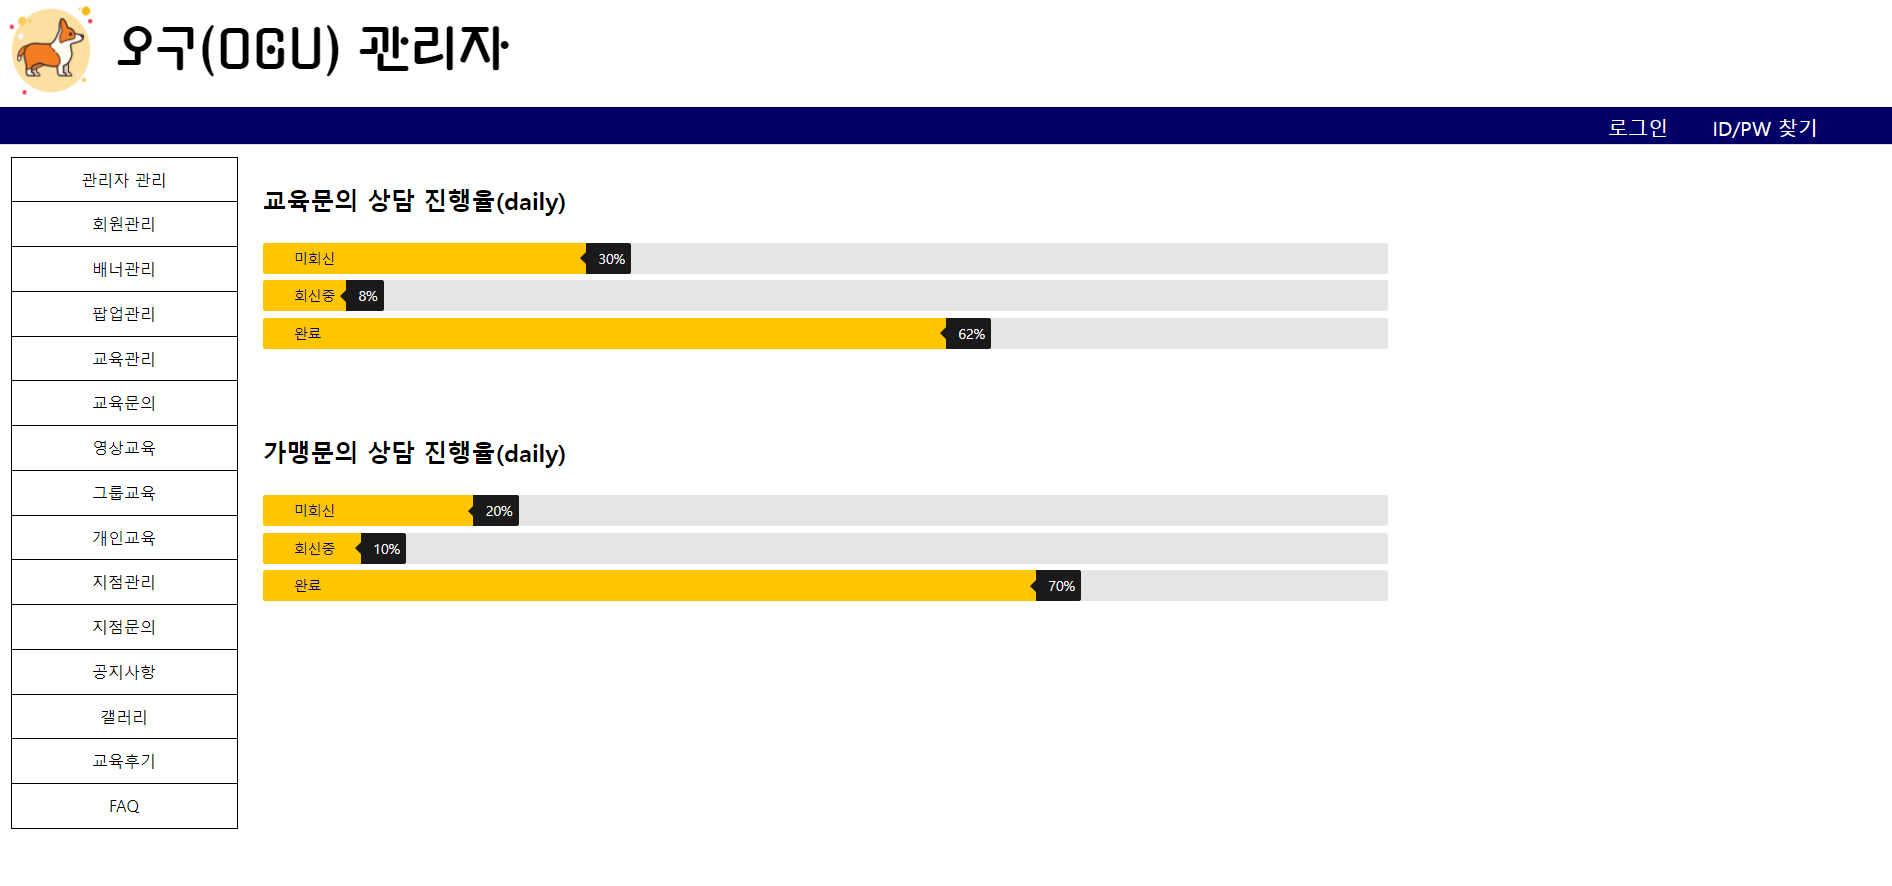 오구(OGU) 관리자
로그인 ID/PW 찾기
관리자 관리
회원관리
배너관리
팝업관리
교육관리
교육문의
영상교육
그룹교육
개인교육
지점관리
지점문의
공지사항
갤러리
교육후기
FAQ
교육문의 상담 진행율(daily)
미회신 30%
회신중 8%
완료 62%
가맹문의 상담 진행율(daily)
미회신 20%
회신중 10%
완료 70%